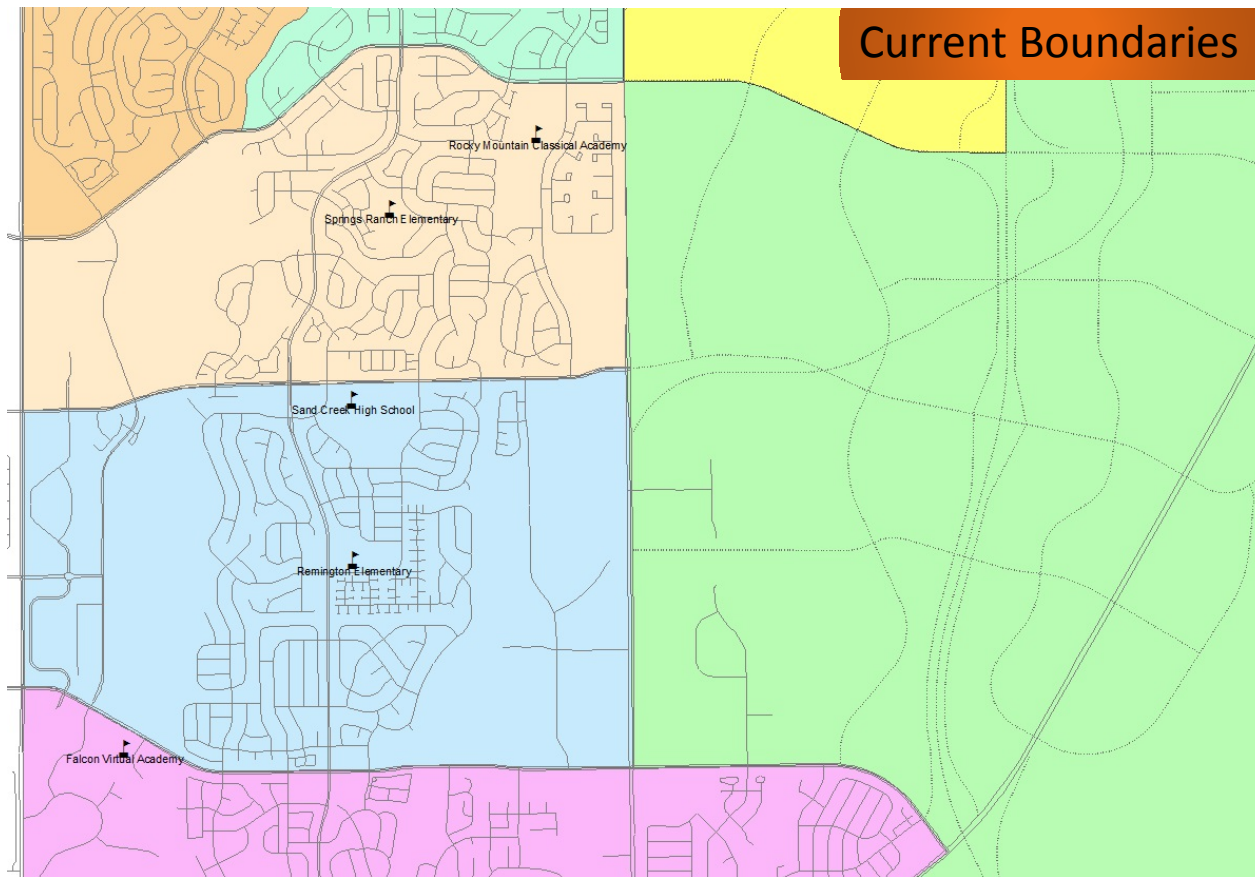 Current Boundaries
Rocky Mountain Classical Academy
Springs Ranch Elementary
Sand Creek High School
Remington Elementary
Falcon Virtual Academy